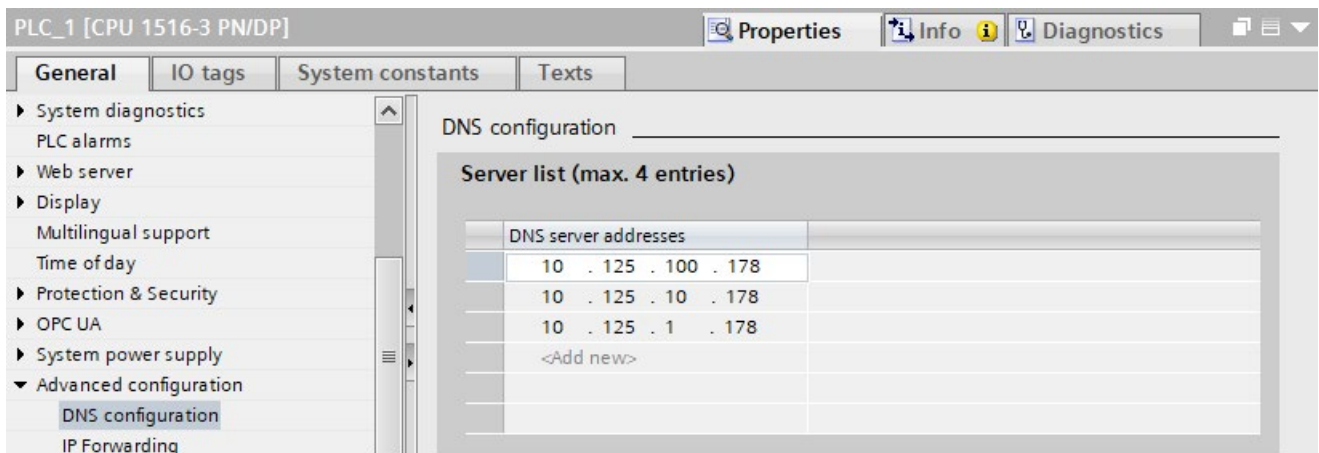 PLC_1 [CPU 1516-3 PN/DP]
Properties
Info
Diagnostics
General
IO tags
System constants
Texts
System diagnostics
PLC alarms
Web server
Display
Multilingual support
Time of day
Protection & Security
OPC UA
System power supply
Advanced configuration
DNS configuration
IP Forwarding
DNS configuration
Server list (max. 4 entries)
DNS server addresses
10 . 125 . 100 . 178
10 . 125 . 10 . 178
10 . 125 . 1 . 178
<Add new>